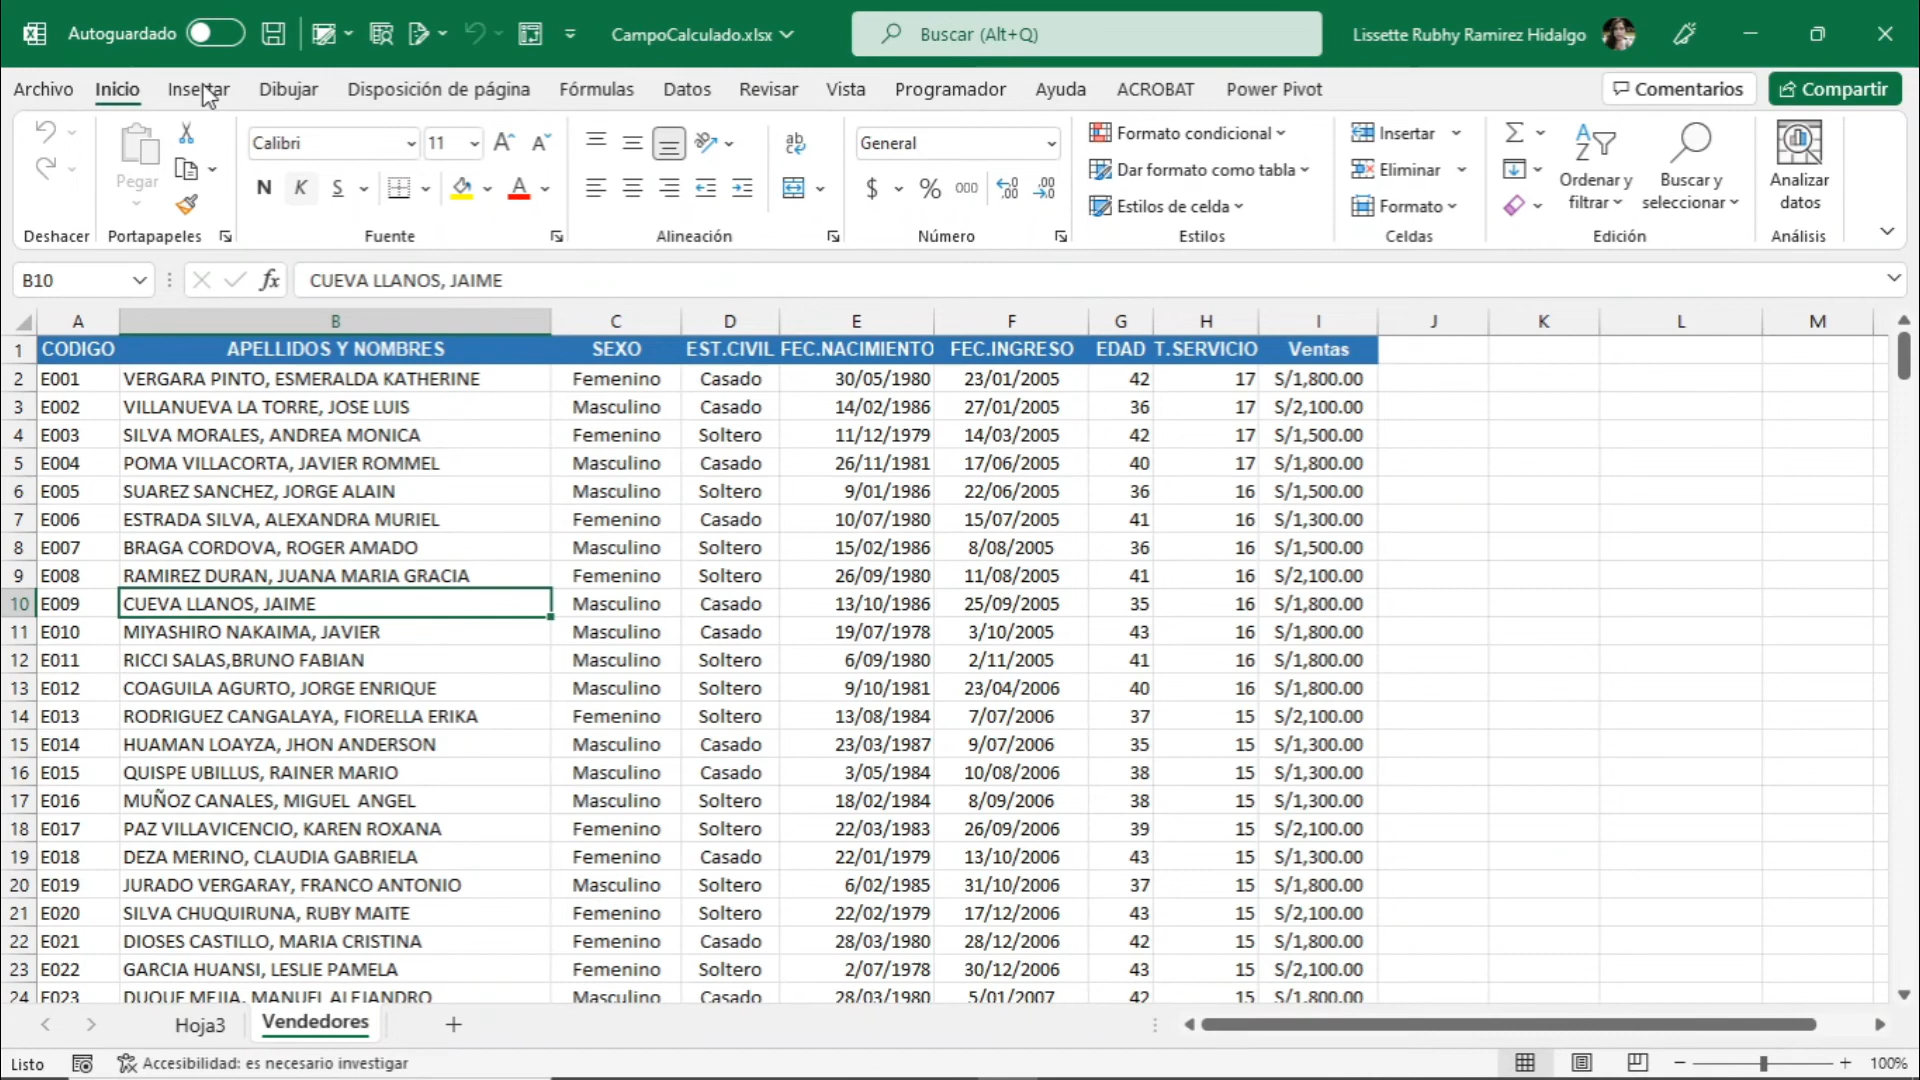 Autoguardado
CampoCalculado.xlsx
Buscar (Alt+Q)
Lissette Rubhy Ramirez Hidalgo
Archivo Inicio Insertar Dibujar Disposición de página Fórmulas Datos Revisar Vista Programador Ayuda ACROBAT Power Pivot
Comentarios Compartir
Calibri 11 General
Formato condicional Insertar
Pegar
Dar formato como tabla Eliminar
Estilos de celda Formato
N K S
$ % 000
Ordenar y filtrar
Buscar y seleccionar
Analizar datos
Deshacer Portapapeles Fuente Alineación Número Estilos Celdas Edición Análisis
B10 fx CUEVA LLANOS, JAIME
A B C D E F G H I J K L M
1 CODIGO APELLIDOS Y NOMBRES SEXO EST.CIVIL FEC.NACIMIENTO FEC.INGRESO EDAD T.SERVICIO Ventas
2 E001 VERGARA PINTO, ESMERALDA KATHERINE Femenino Casado 30/05/1980 23/01/2005 42 17 S/1,800.00
3 E002 VILLANUEVA LA TORRE, JOSE LUIS Masculino Casado 14/02/1986 27/01/2005 36 17 S/2,100.00
4 E003 SILVA MORALES, ANDREA MONICA Femenino Soltero 11/12/1979 14/03/2005 42 17 S/1,500.00
5 E004 POMA VILLACORTA, JAVIER ROMMEL Masculino Casado 26/11/1981 17/06/2005 40 17 S/1,800.00
6 E005 SUAREZ SANCHEZ, JORGE ALAIN Masculino Soltero 9/01/1986 22/06/2005 36 16 S/1,500.00
7 E006 ESTRADA SILVA, ALEXANDRA MURIEL Femenino Casado 10/07/1980 15/07/2005 41 16 S/1,300.00
8 E007 BRAGA CORDOVA, ROGER AMADO Masculino Soltero 15/02/1986 8/08/2005 36 16 S/1,500.00
9 E008 RAMIREZ DURAN, JUANA MARIA GRACIA Femenino Soltero 26/09/1980 11/08/2005 41 16 S/2,100.00
10 E009 CUEVA LLANOS, JAIME Masculino Casado 13/10/1986 25/09/2005 35 16 S/1,800.00
11 E010 MIYASHIRO NAKAIMA, JAVIER Masculino Casado 19/07/1978 3/10/2005 43 16 S/1,800.00
12 E011 RICCI SALAS,BRUNO FABIAN Masculino Soltero 6/09/1980 2/11/2005 41 16 S/1,800.00
13 E012 COAGUILA AGURTO, JORGE ENRIQUE Masculino Soltero 9/10/1981 23/04/2006 40 16 S/1,800.00
14 E013 RODRIGUEZ CANGALAYA, FIORELLA ERIKA Femenino Soltero 13/08/1984 7/07/2006 37 15 S/2,100.00
15 E014 HUAMAN LOAYZA, JHON ANDERSON Masculino Casado 23/03/1987 9/07/2006 35 15 S/1,300.00
16 E015 QUISPE UBILLUS, RAINER MARIO Masculino Casado 3/05/1984 10/08/2006 38 15 S/1,300.00
17 E016 MUÑOZ CANALES, MIGUEL  ANGEL Masculino Soltero 18/02/1984 8/09/2006 38 15 S/1,300.00
18 E017 PAZ VILLAVICENCIO, KAREN ROXANA Femenino Soltero 22/03/1983 26/09/2006 39 15 S/2,100.00
19 E018 DEZA MERINO, CLAUDIA GABRIELA Femenino Casado 22/01/1979 13/10/2006 43 15 S/1,300.00
20 E019 JURADO VERGARAY, FRANCO ANTONIO Masculino Soltero 6/02/1985 31/10/2006 37 15 S/1,800.00
21 E020 SILVA CHUQUIRUNA, RUBY MAITE Femenino Soltero 22/02/1979 17/12/2006 43 15 S/2,100.00
22 E021 DIOSES CASTILLO, MARIA CRISTINA Femenino Casado 28/03/1980 28/12/2006 42 15 S/1,800.00
23 E022 GARCIA HUANSI, LESLIE PAMELA Femenino Soltero 2/07/1978 30/12/2006 43 15 S/2,100.00
24 E023 DUQUE MEJIA, MANUEL ALEJANDRO Masculino Casado 28/03/1980 5/01/2007 42 15 S/1,800.00
Hoja3 Vendedores
Listo Accesibilidad: es necesario investigar 100%